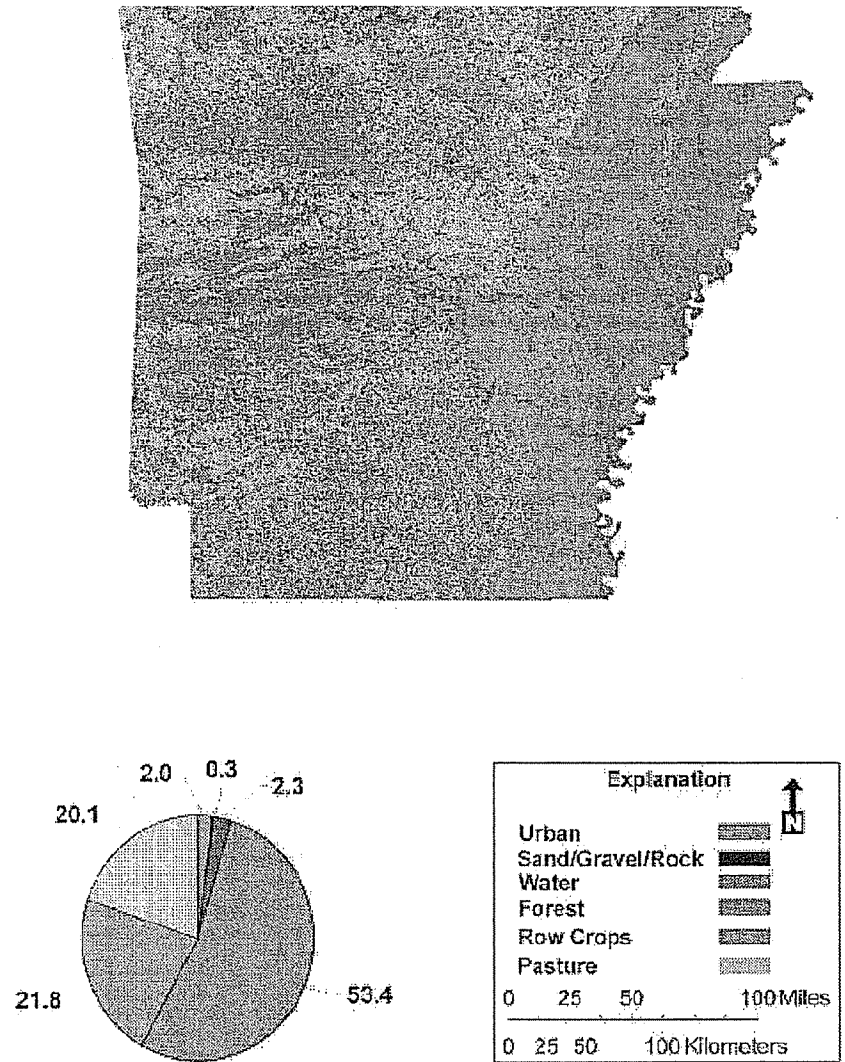 2.0 0.3 2.3
20.1
21.8
53.4
Explanation
N
Urban
Sand/Gravel/Rock
Water
Forest
Row Crops
Pasture
0 25 50 100 Miles
0 25 50 100 Kilometers